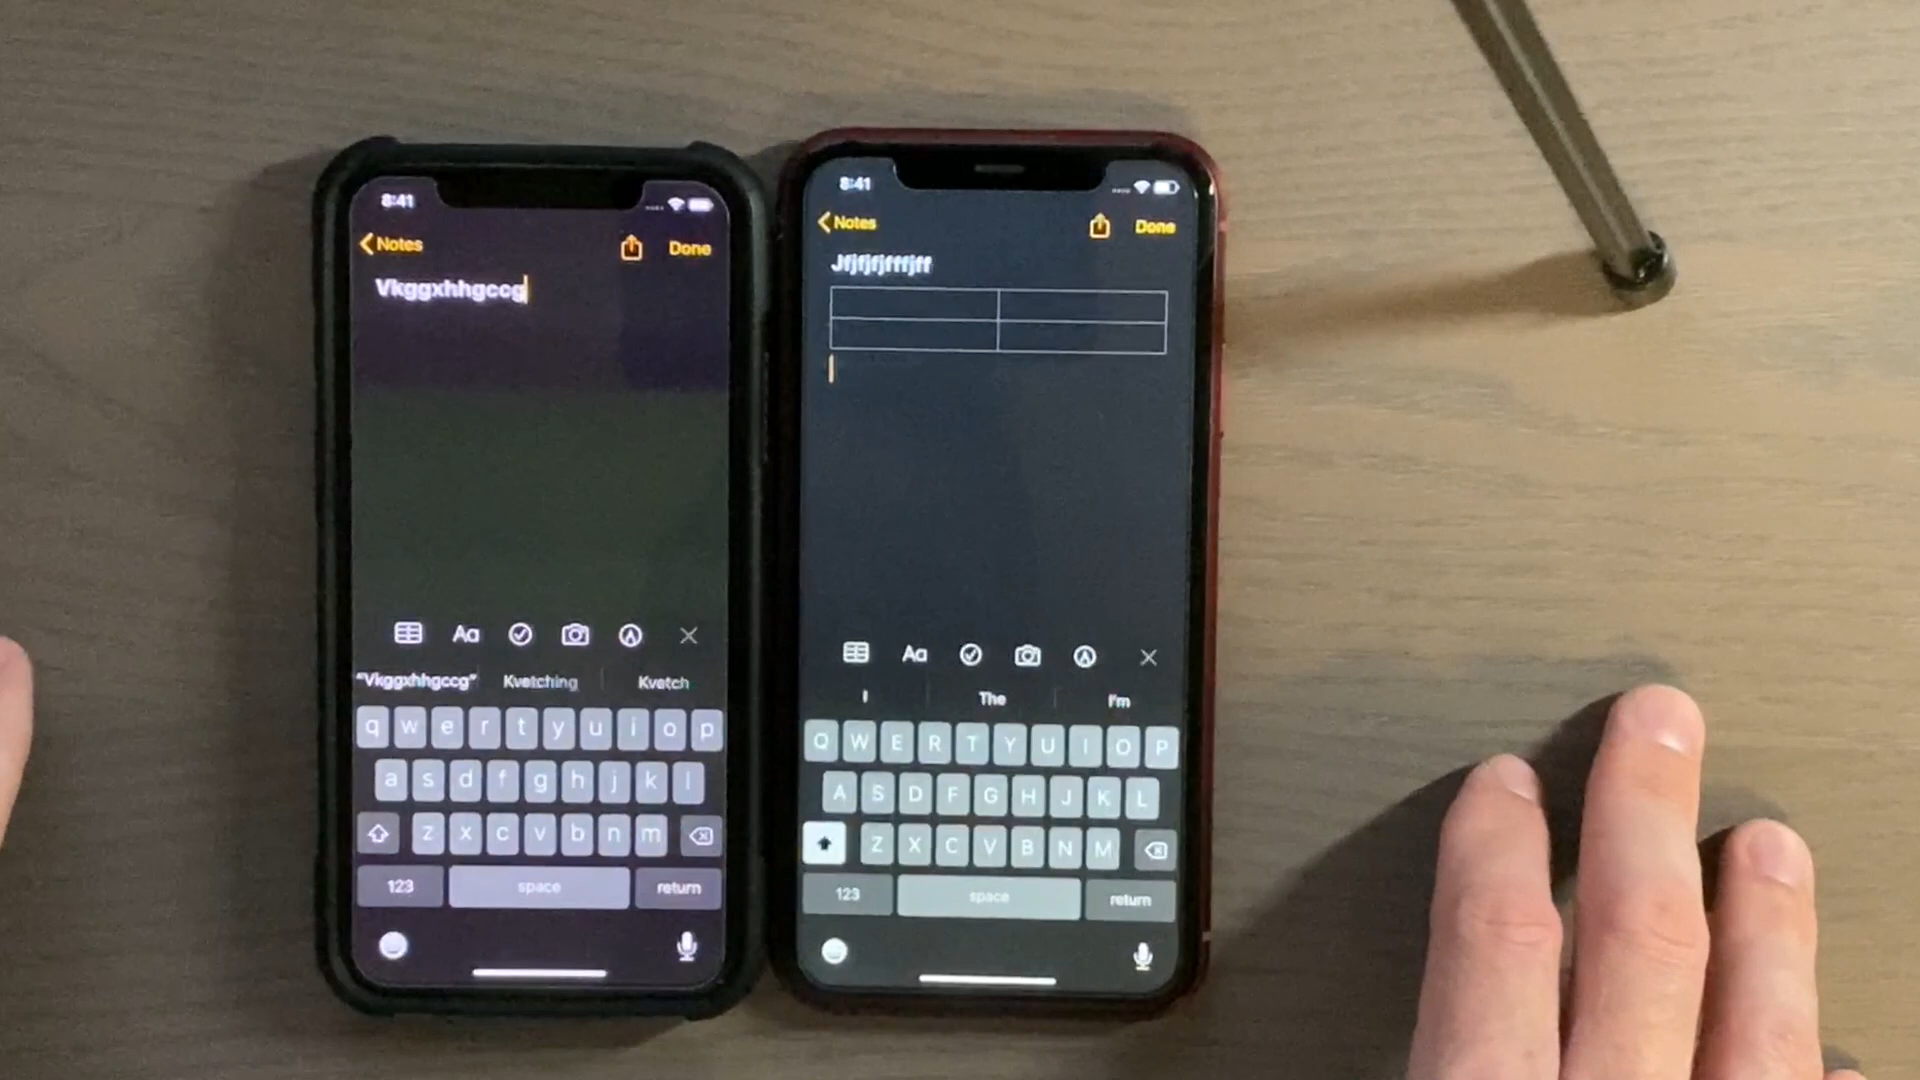 8:41
Notes
Done
Vkggxhhgccg
Aa
"Vkggxhhgccg" Kvetching Kvetch
q w e r t y u i o p
a s d f g h j k l
z x c v b n m
123 space return
8:41
Notes
Done
Jfjfjfjfffjff
Aa
I The I'm
Q W E R T Y U I O P
A S D F G H J K L
Z X C V B N M
123 space return